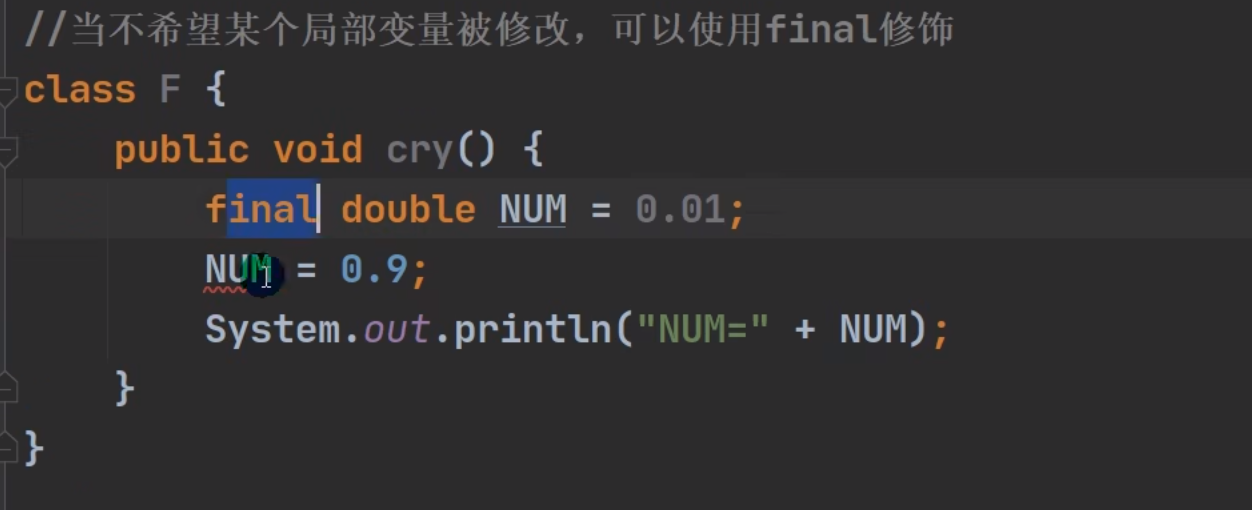 //当不希望某个局部变量被修改，可以使用final修饰
class F {
public void cry() {
final double NUM = 0.01;
NUM = 0.9;
System.out.println("NUM=" + NUM);
}
}